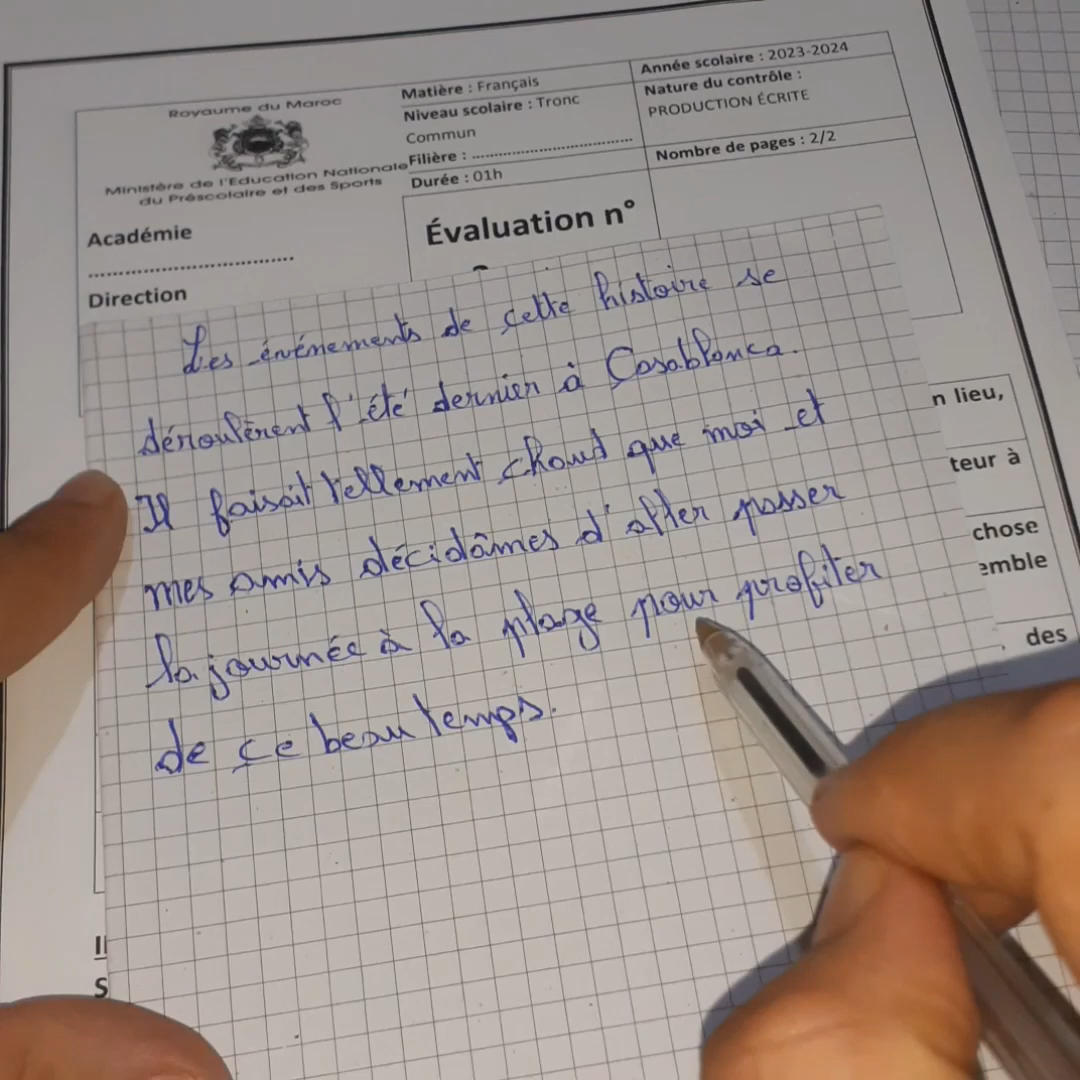 Royaume du Maroc
Ministère de l'Education Nationale
du Préscolaire et des Sports
Académie
Direction
Matière : Français
Niveau scolaire : Tronc
Commun
Filière :
Durée : 01h
Année scolaire : 2023-2024
Nature du contrôle :
PRODUCTION ÉCRITE
Nombre de pages : 2/2
Évaluation n°
Les événements de cette histoire se
déroulèrent l'été dernier à Casablanca.
Il faisait tellement chaud que moi et
mes amis décidâmes d'aller passer
la journée à la plage pour profiter
de ce beau temps.
n lieu,
teur à
chose
emble
des
II
S